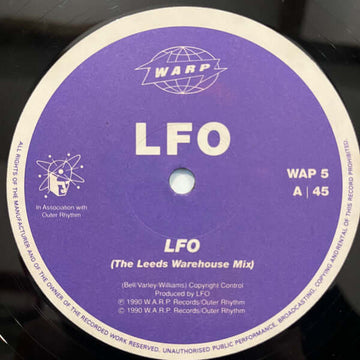 WARP
LFO
WAP 5
A | 45
In Association with
Outer Rhythm
LFO
(The Leeds Warehouse Mix)
(Bell-Varley-Williams) Copyright Control
Produced by LFO
℗ 1990 W.A.R.P. Records/Outer Rhythm
© 1990 W.A.R.P. Records/Outer Rhythm
ALL RIGHTS OF THE MANUFACTURER AND OF THE OWNER OF THE RECORDED WORK RESERVED. UNAUTHORISED PUBLIC PERFORMANCE, BROADCASTING, COPYING AND RENTAL OF THIS RECORD PROHIBITED.